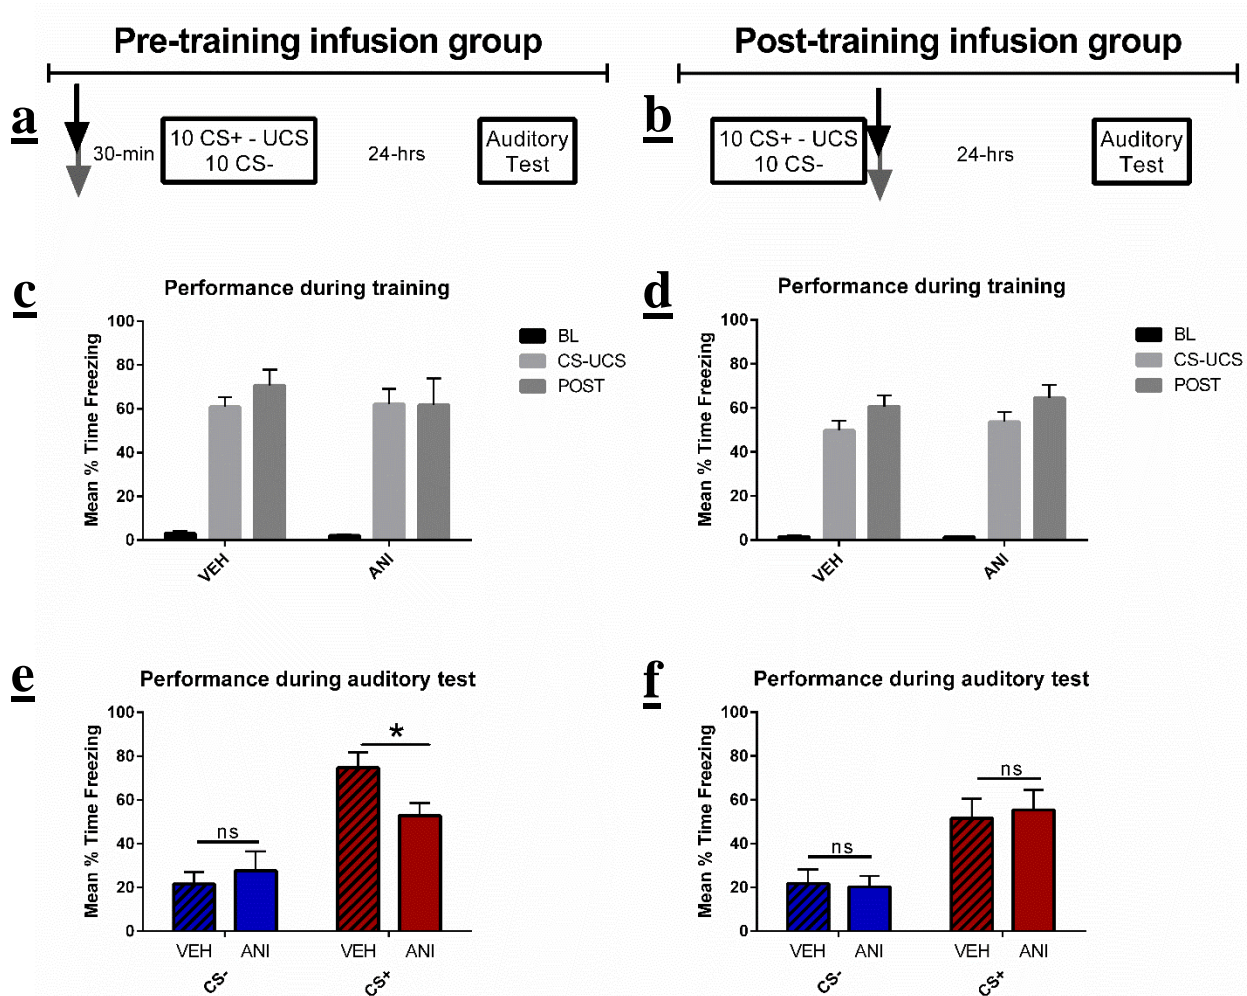 Pre-training infusion group
Post-training infusion group
a
30-min
10 CS+ - UCS
10 CS-
24-hrs
Auditory
Test
b
10 CS+ - UCS
10 CS-
24-hrs
Auditory
Test
c
Performance during training
Mean % Time Freezing
100
80
60
40
20
0
VEH
ANI
BL
CS-UCS
POST
d
Performance during training
Mean % Time Freezing
100
80
60
40
20
0
VEH
ANI
BL
CS-UCS
POST
e
Performance during auditory test
Mean % Time Freezing
100
80
60
40
20
0
ns
*
VEH
ANI
VEH
ANI
CS-
CS+
f
Performance during auditory test
Mean % Time Freezing
100
80
60
40
20
0
ns
ns
VEH
ANI
VEH
ANI
CS-
CS+